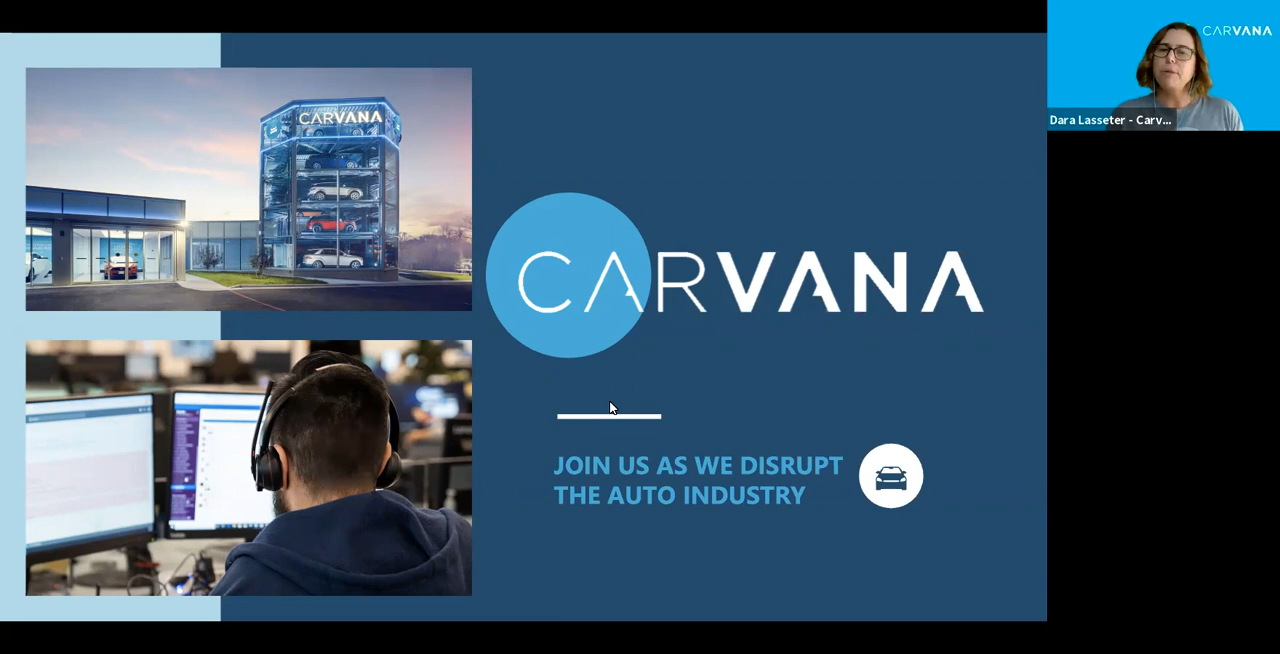 CARVANA
CARVANA
JOIN US AS WE DISRUPT
THE AUTO INDUSTRY
CARVANA
Dara Lasseter - Carv...